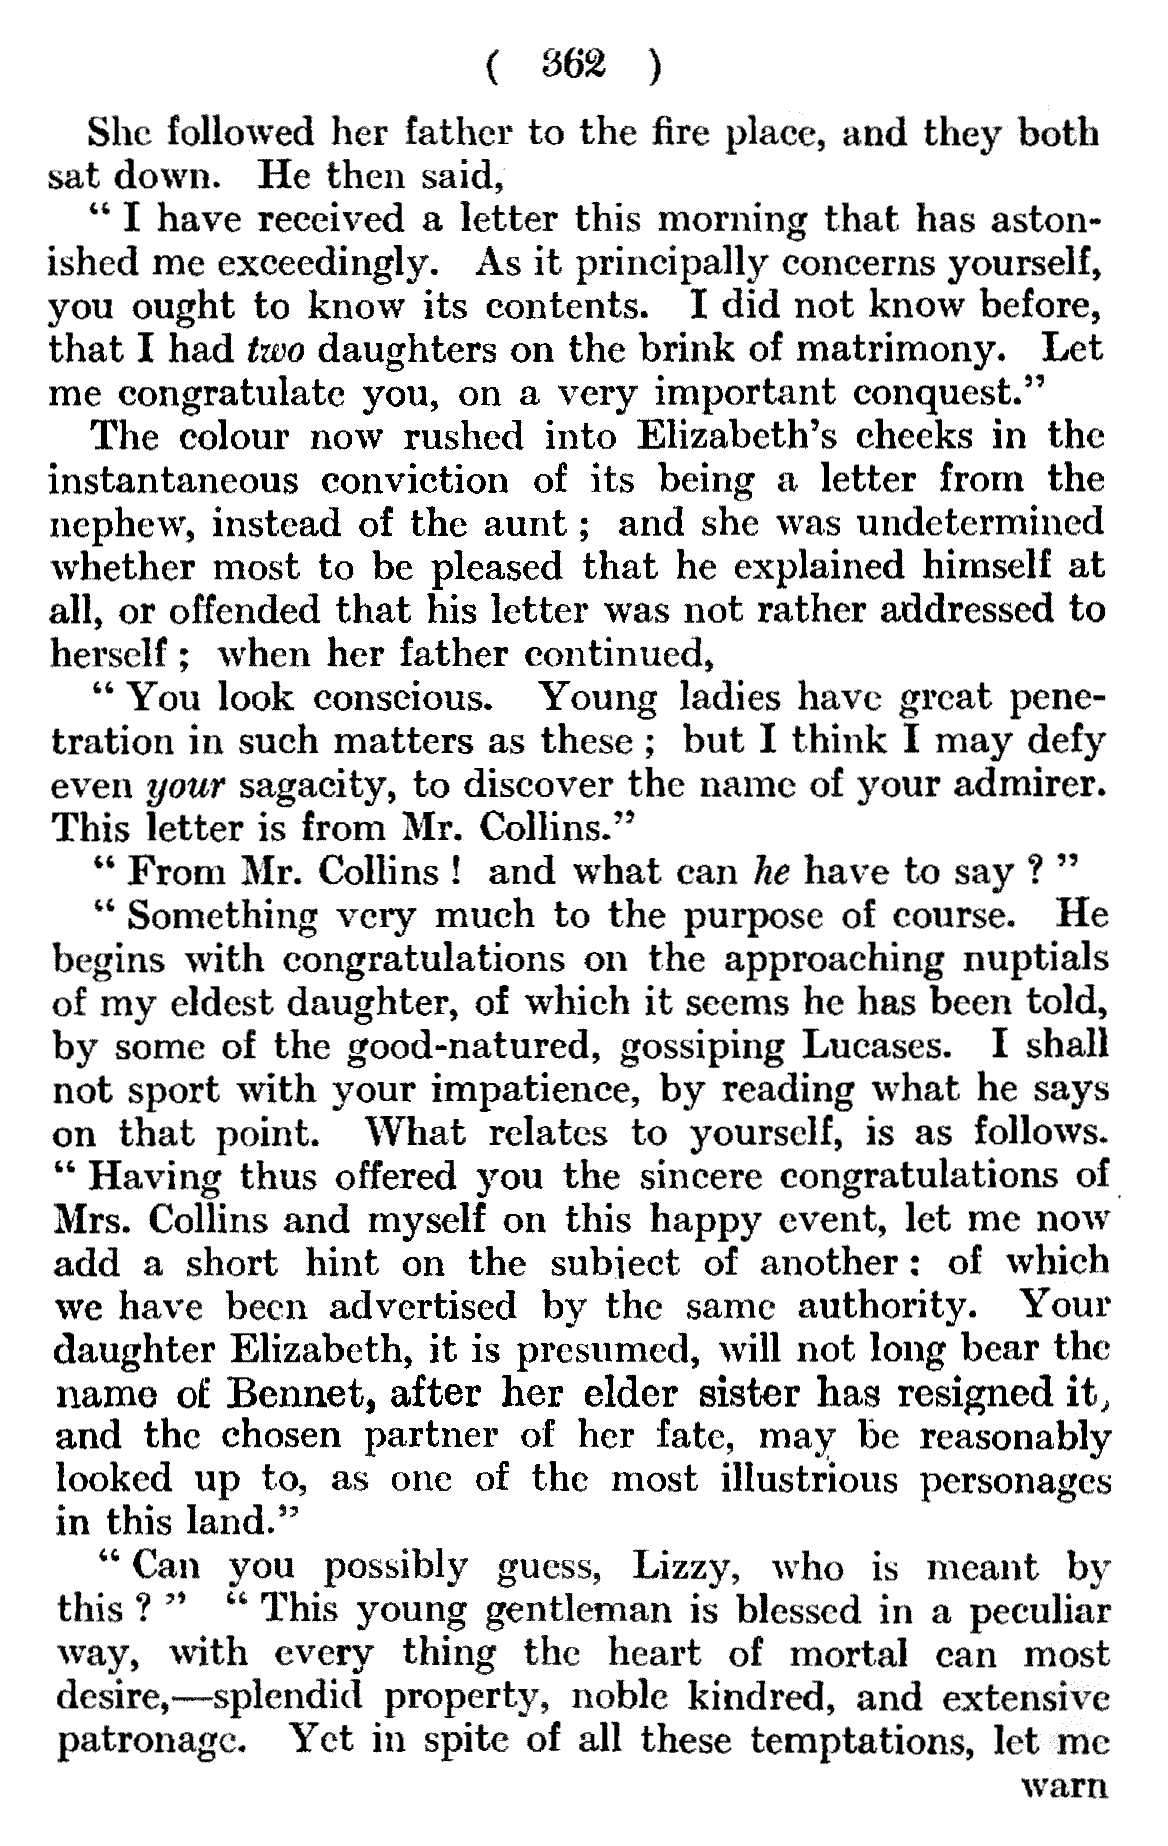 ( 362 )
She followed her father to the fire place, and they both
sat down. He then said,
“ I have received a letter this morning that has aston-
ished me exceedingly. As it principally concerns yourself,
you ought to know its contents. I did not know before,
that I had two daughters on the brink of matrimony. Let
me congratulate you, on a very important conquest.”
The colour now rushed into Elizabeth’s cheeks in the
instantaneous conviction of its being a letter from the
nephew, instead of the aunt ; and she was undetermined
whether most to be pleased that he explained himself at
all, or offended that his letter was not rather addressed to
herself ; when her father continued,
“ You look conscious. Young ladies have great pene-
tration in such matters as these ; but I think I may defy
even your sagacity, to discover the name of your admirer.
This letter is from Mr. Collins.”
“ From Mr. Collins ! and what can he have to say ? ”
“ Something very much to the purpose of course. He
begins with congratulations on the approaching nuptials
of my eldest daughter, of which it seems he has been told,
by some of the good-natured, gossiping Lucases. I shall
not sport with your impatience, by reading what he says
on that point. What relates to yourself, is as follows.
“ Having thus offered you the sincere congratulations of
Mrs. Collins and myself on this happy event, let me now
add a short hint on the subject of another : of which
we have been advertised by the same authority. Your
daughter Elizabeth, it is presumed, will not long bear the
name of Bennet, after her elder sister has resigned it,
and the chosen partner of her fate, may be reasonably
looked up to, as one of the most illustrious personages
in this land.”
“ Can you possibly guess, Lizzy, who is meant by
this ? ” “ This young gentleman is blessed in a peculiar
way, with every thing the heart of mortal can most
desire,—splendid property, noble kindred, and extensive
patronage. Yet in spite of all these temptations, let me
warn